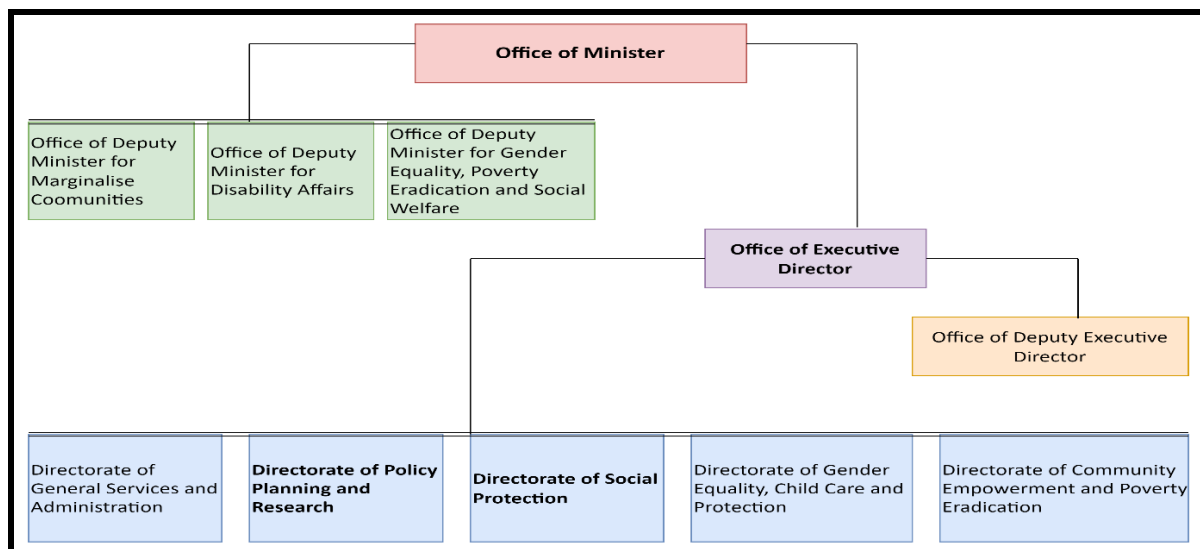 Office of Minister
Office of Deputy
Minister for
Marginalise
Coomunities
Office of Deputy
Minister for
Disability Affairs
Office of Deputy
Minister for Gender
Equality, Poverty
Eradication and Social
Welfare
Office of Executive
Director
Office of Deputy Executive
Director
Directorate of
General Services and
Administration
Directorate of Policy
Planning and
Research
Directorate of Social
Protection
Directorate of Gender
Equality, Child Care and
Protection
Directorate of Community
Empowerment and Poverty
Eradication